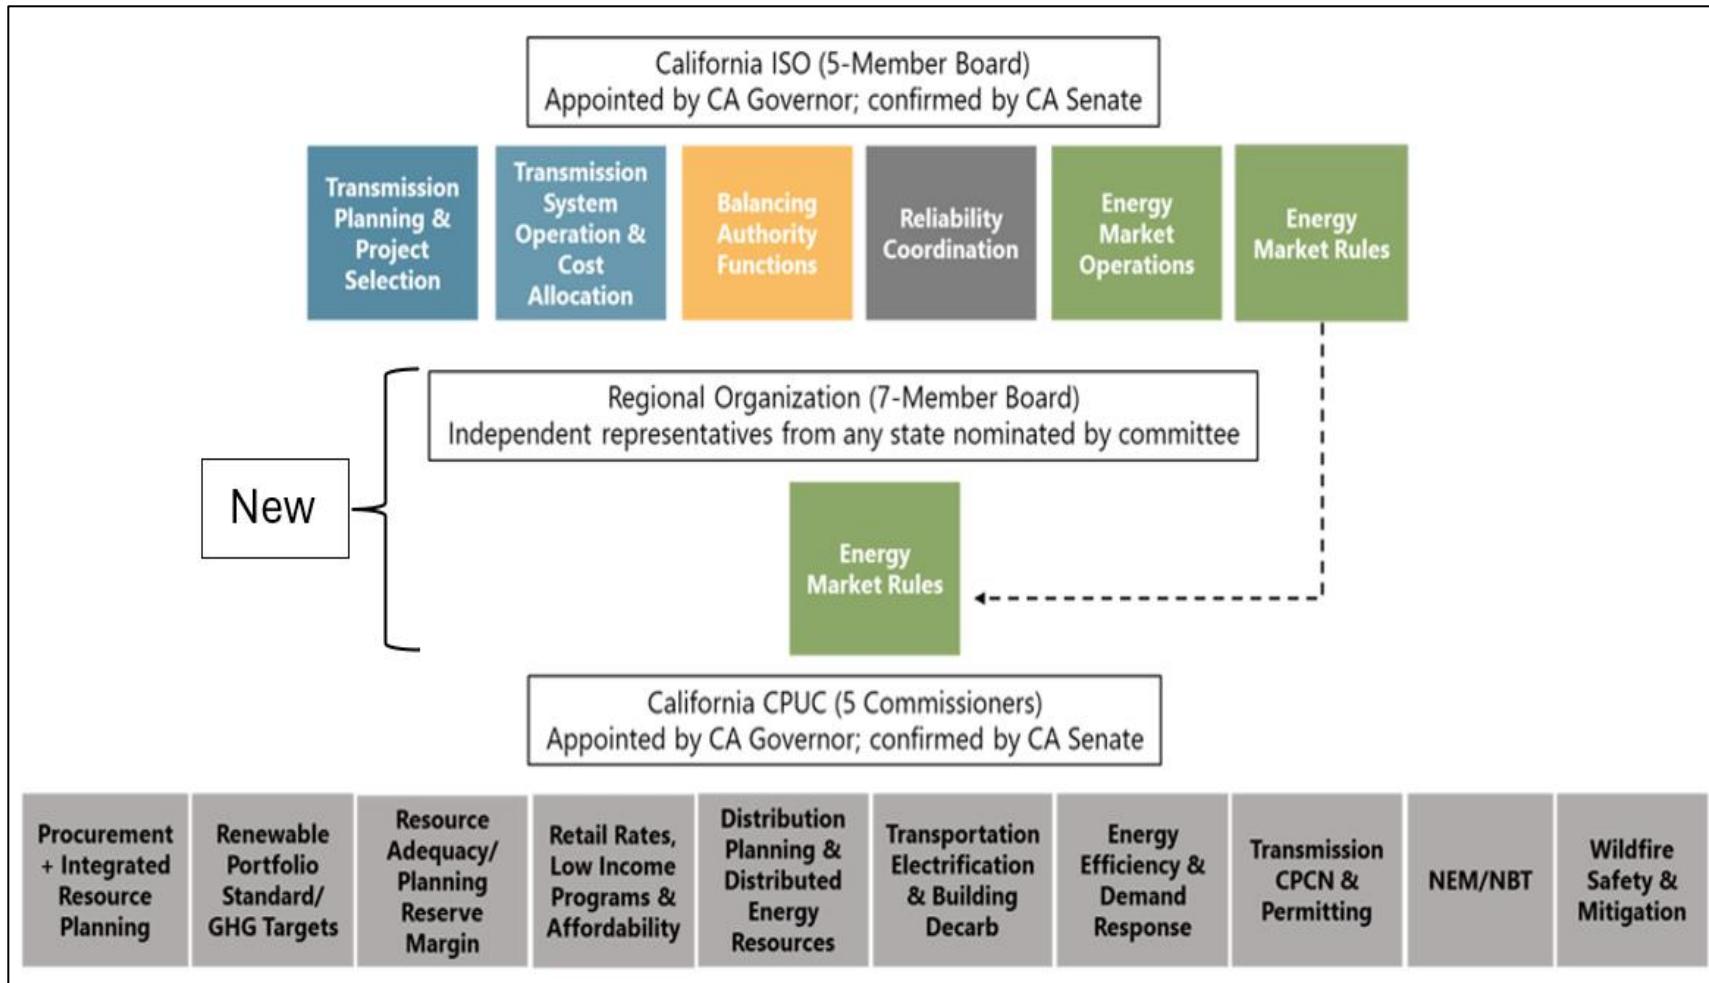 California ISO (5-Member Board)
Appointed by CA Governor; confirmed by CA Senate
Transmission
Planning &
Project
Selection
Transmission
System
Operation &
Cost
Allocation
Balancing
Authority
Functions
Reliability
Coordination
Energy
Market
Operations
Energy
Market Rules
Regional Organization (7-Member Board)
Independent representatives from any state nominated by committee
New
Energy
Market Rules
California CPUC (5 Commissioners)
Appointed by CA Governor; confirmed by CA Senate
Procurement
+ Integrated
Resource
Planning
Renewable
Portfolio
Standard/
GHG Targets
Resource
Adequacy/
Planning
Reserve
Margin
Retail Rates,
Low Income
Programs &
Affordability
Distribution
Planning &
Distributed
Energy
Resources
Transportation
Electrification
& Building
Decarb
Energy
Efficiency &
Demand
Response
Transmission
CPCN &
Permitting
NEM/NBT
Wildfire
Safety &
Mitigation